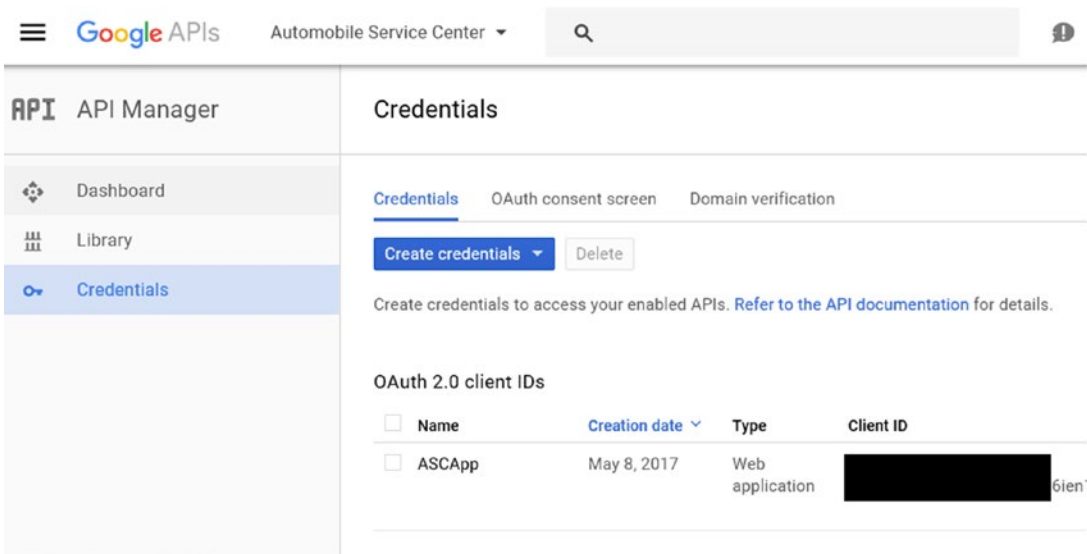 Google APIs Automobile Service Center
API API Manager Credentials
Dashboard
Credentials OAuth consent screen Domain verification
Library
Create credentials Delete
Credentials
Create credentials to access your enabled APIs. Refer to the API documentation for details.
OAuth 2.0 client IDs
Name Creation date Type Client ID
ASCApp May 8, 2017 Web
application 6ien